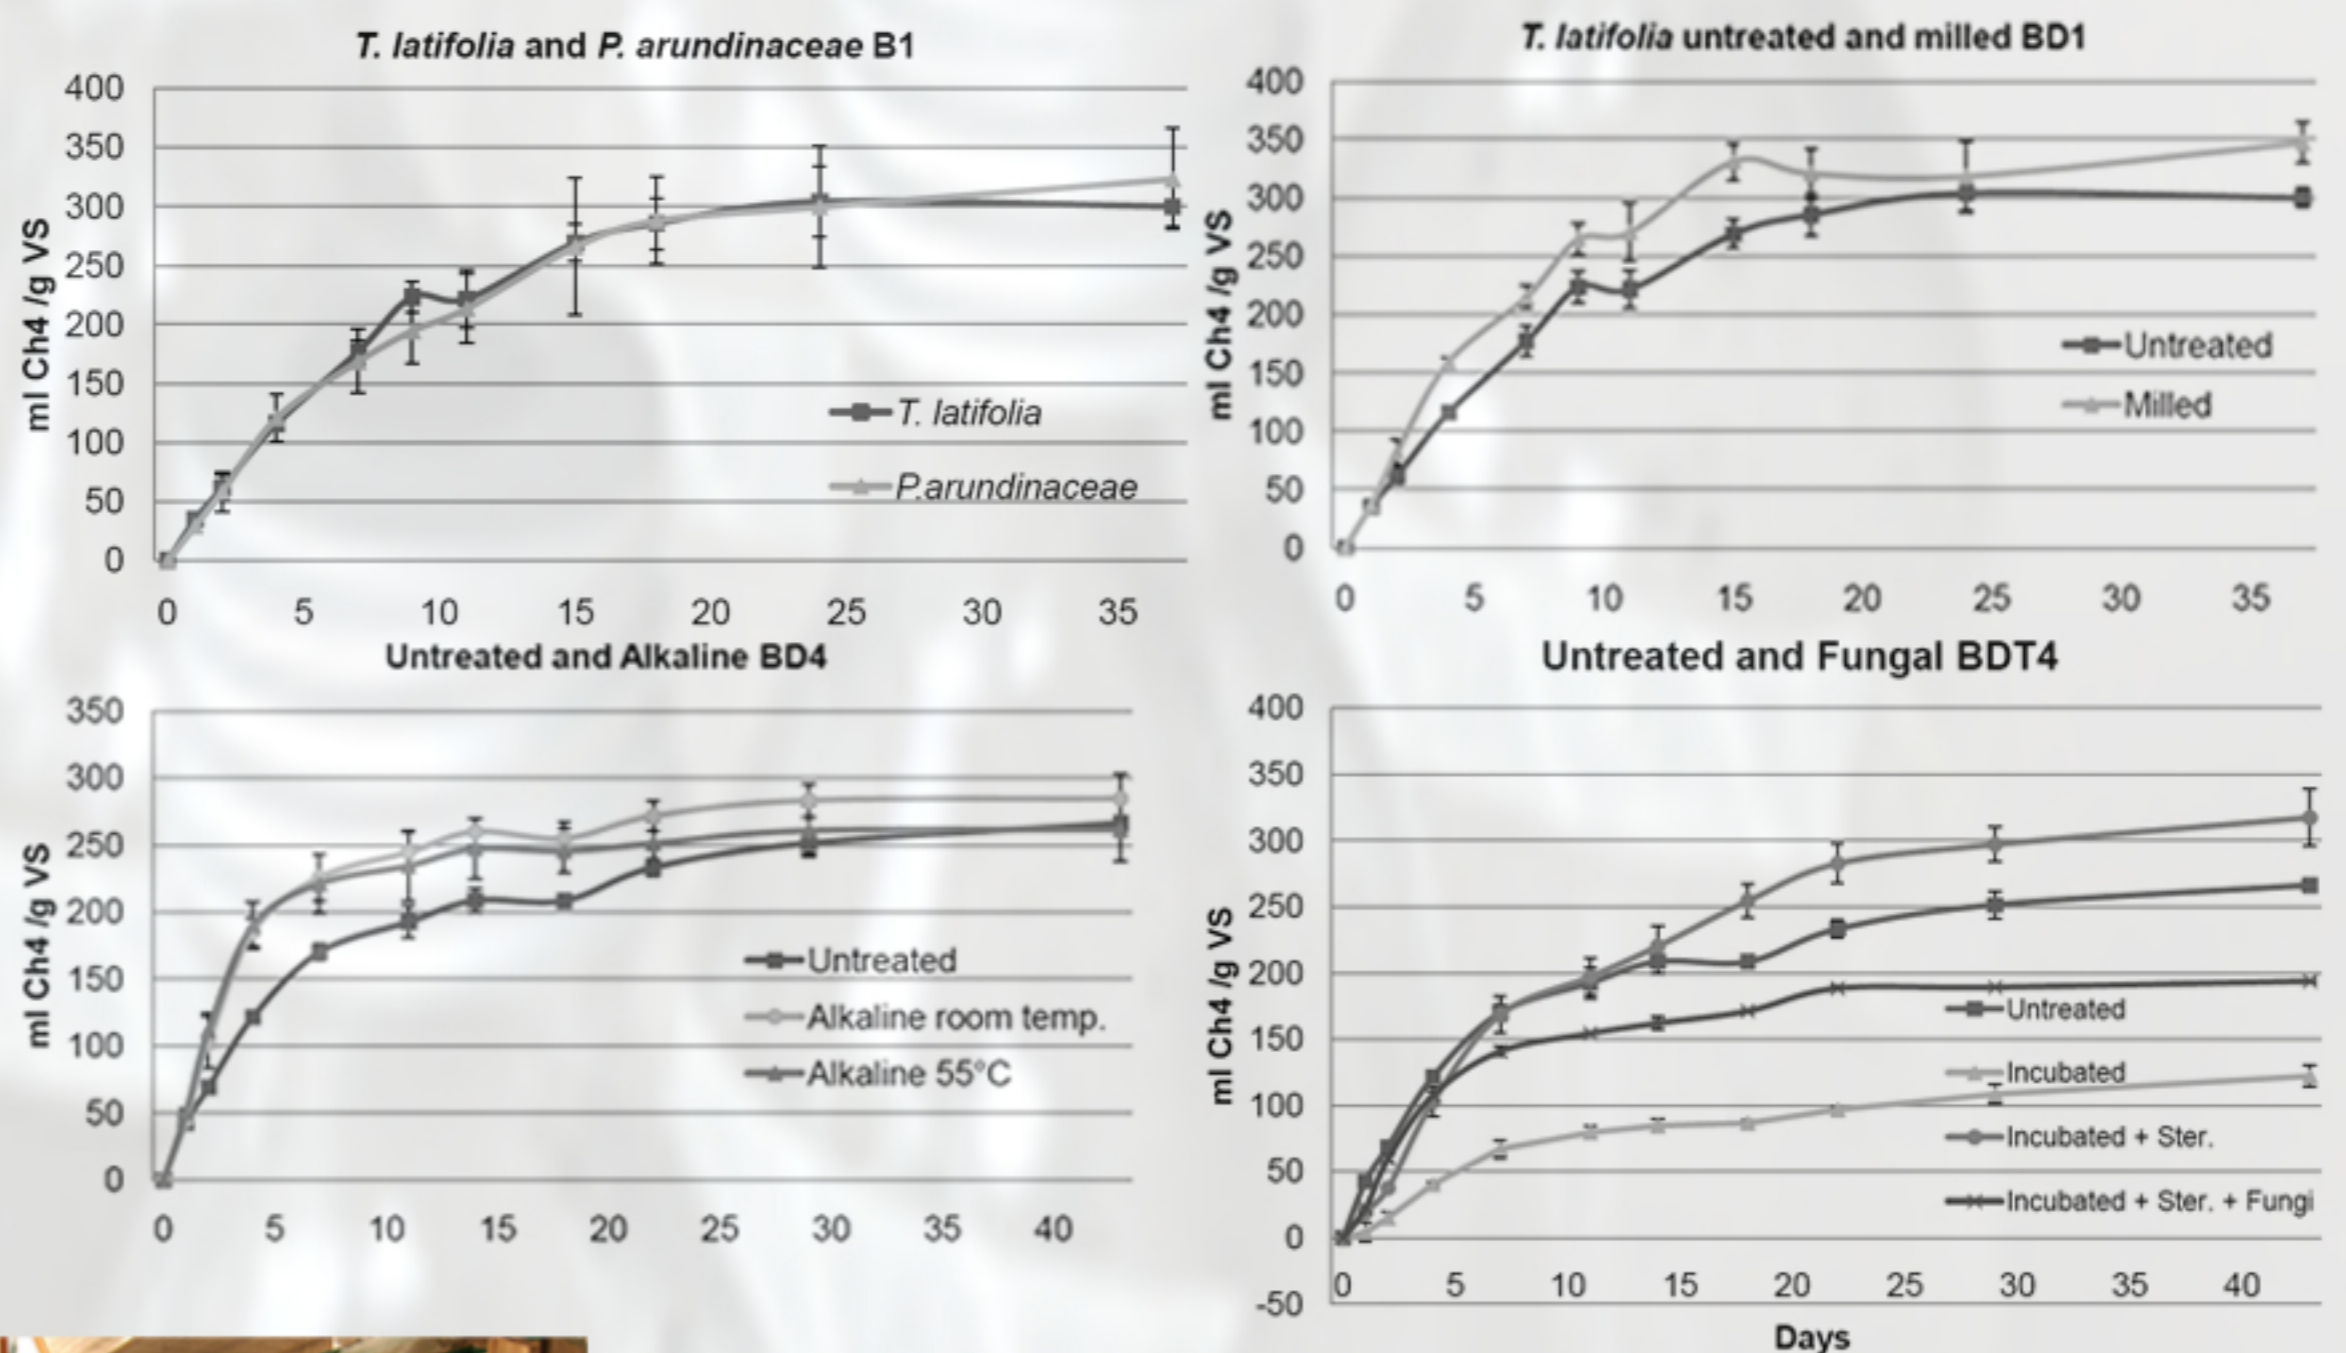 T. latifolia and P. arundinaceae B1
400
350
300
250
200
150
100
50
0
ml Ch4 /g VS
T. latifolia
P.arundinaceae
0 5 10 15 20 25 30 35
T. latifolia untreated and milled BD1
400
350
300
250
200
150
100
50
0
ml Ch4 /g VS
Untreated
Milled
0 5 10 15 20 25 30 35
Untreated and Alkaline BD4
350
300
250
200
150
100
50
0
ml Ch4 /g VS
Untreated
Alkaline room temp.
Alkaline 55°C
0 5 10 15 20 25 30 35 40
Untreated and Fungal BDT4
400
350
300
250
200
150
100
50
0
-50
ml Ch4 /g VS
Untreated
Incubated
Incubated + Ster.
Incubated + Ster. + Fungi
0 5 10 15 20 25 30 35 40
Days